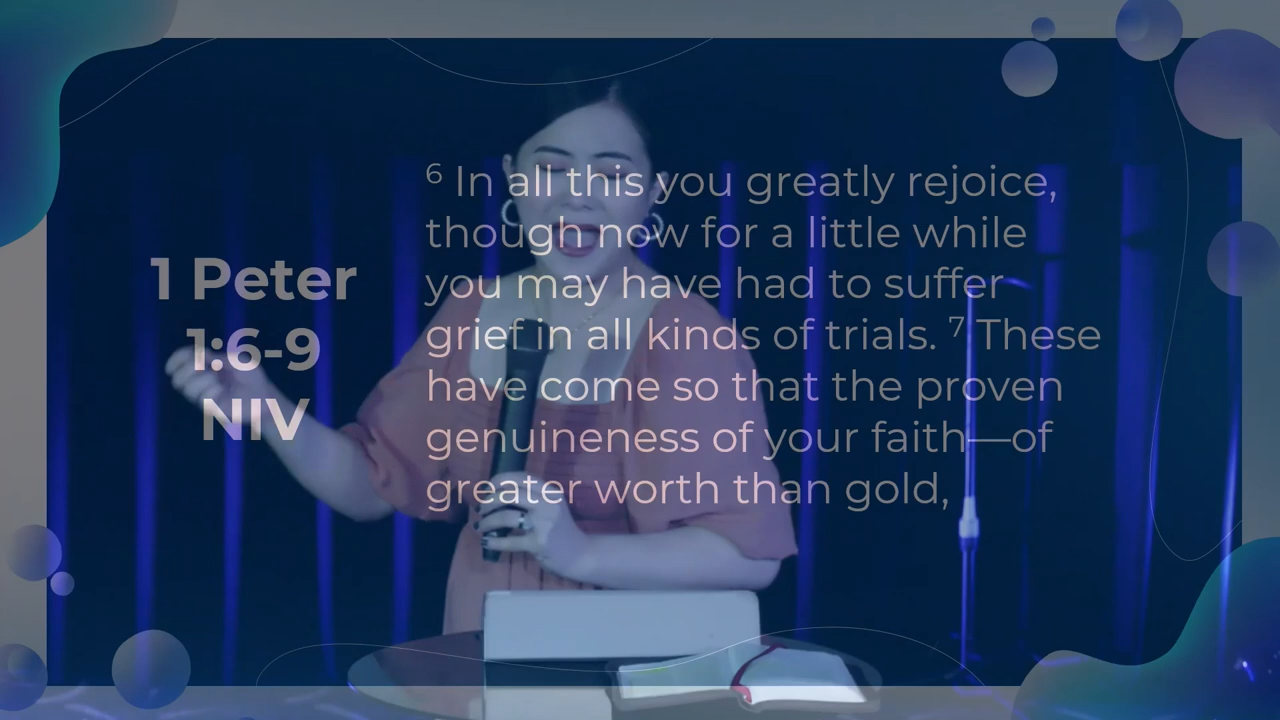 1 Peter
1:6-9
NIV
⁶ In all this you greatly rejoice,
though now for a little while
you may have had to suffer
grief in all kinds of trials. ⁷ These
have come so that the proven
genuineness of your faith—of
greater worth than gold,